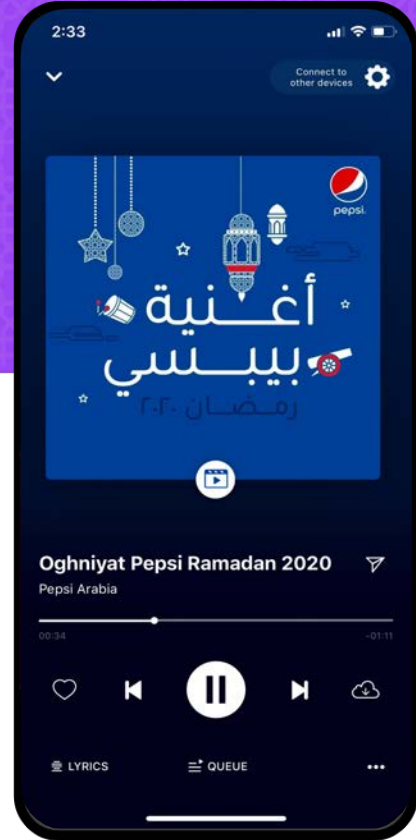 2:33
Connect to
other devices
pepsi
أغنية
بيبسي
رمضان ٢٠٢٠
Oghniyat Pepsi Ramadan 2020
Pepsi Arabia
00:34
-01:11
LYRICS
QUEUE